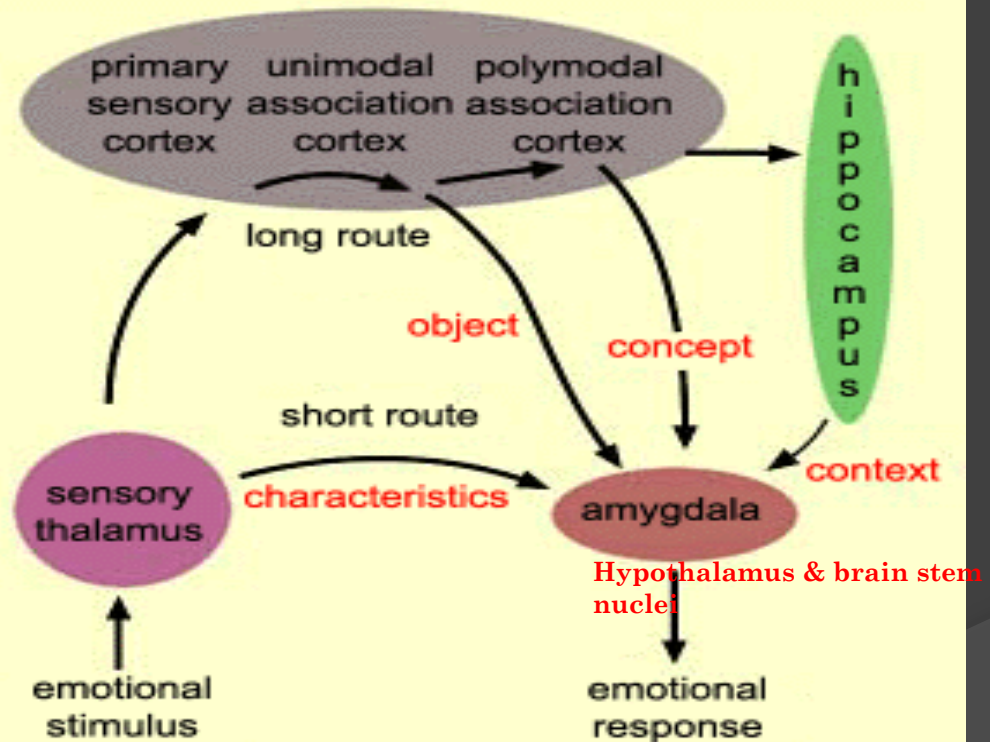 primary
sensory
cortex
unimodal
association
cortex
polymodal
association
cortex
hippocampus
long route
object
concept
short route
characteristics
context
sensory
thalamus
amygdala
Hypothalamus & brain stem
nuclei
emotional
stimulus
emotional
response